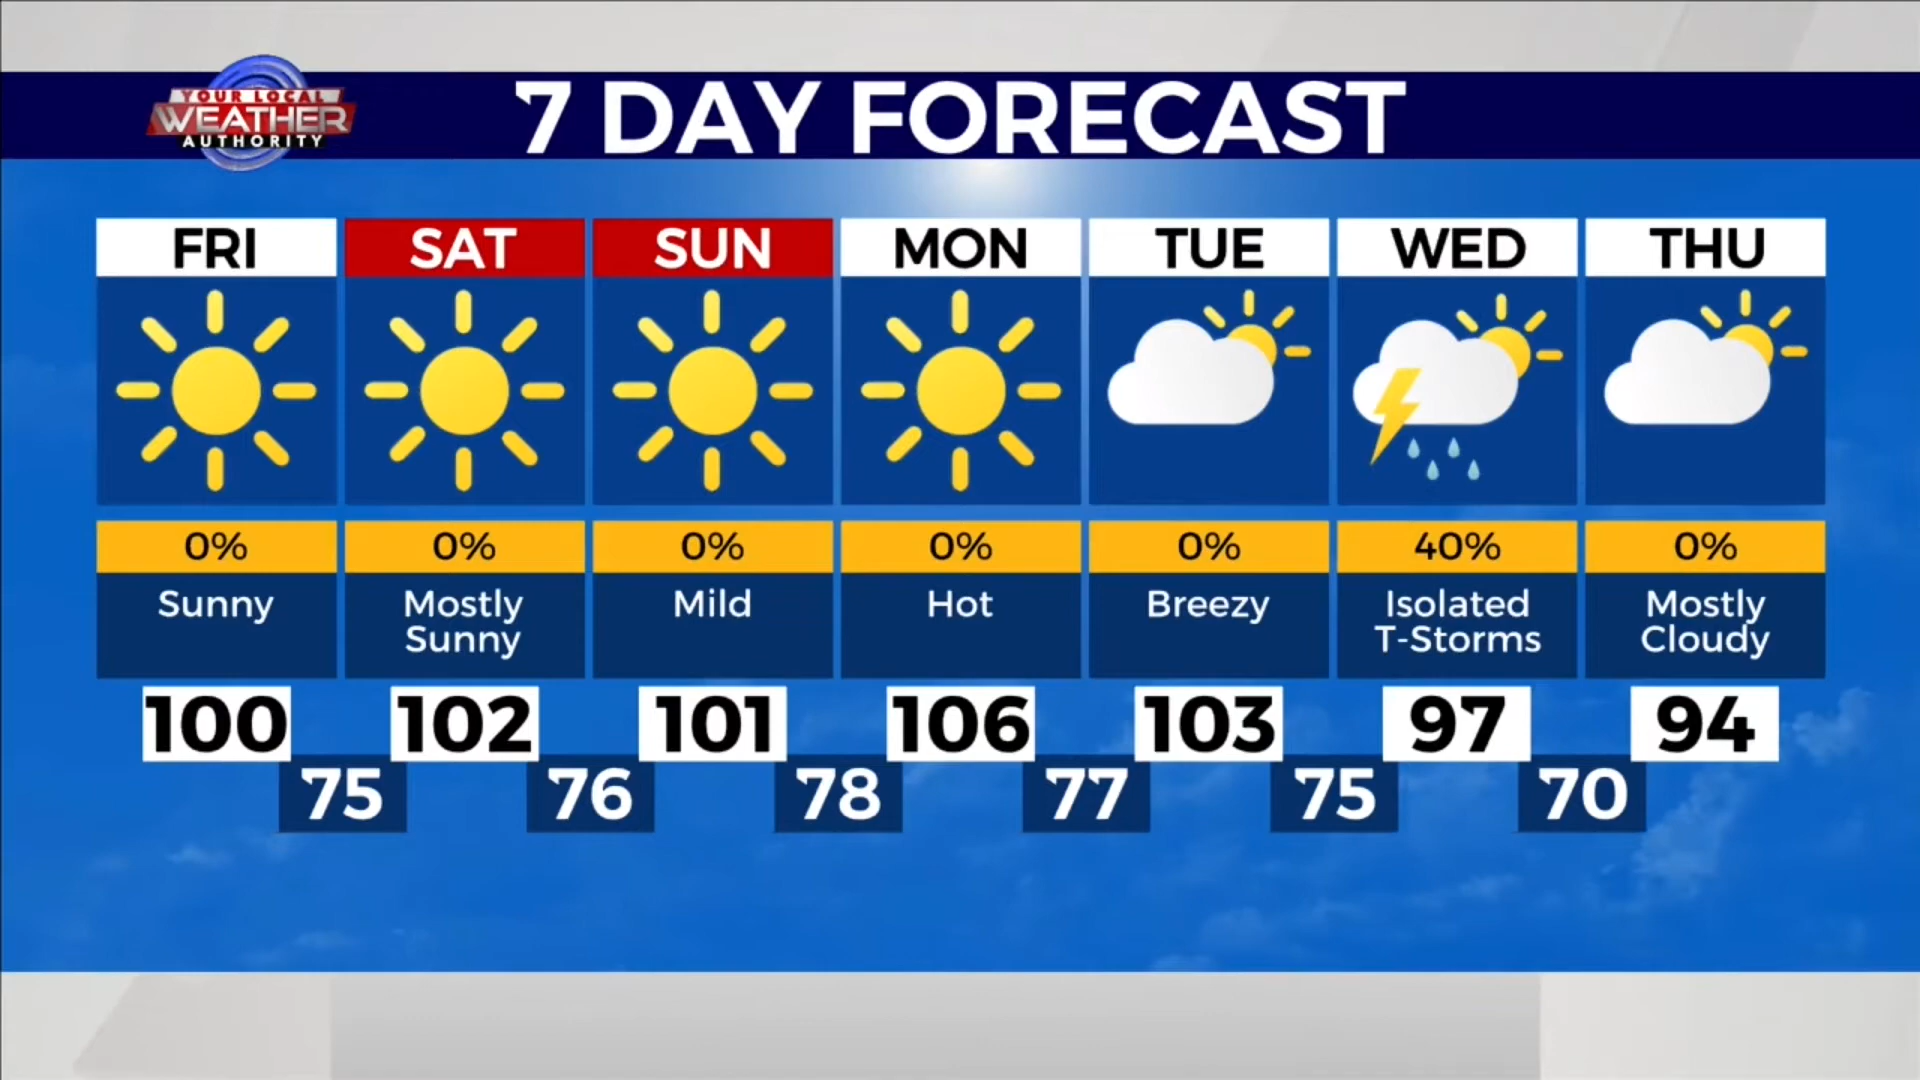 YOUR LOCAL
WEATHER
AUTHORITY
7 DAY FORECAST
FRI SAT SUN MON TUE WED THU
0% 0% 0% 0% 0% 40% 0%
Sunny Mostly Mild Hot Breezy Isolated Mostly
Sunny T-Storms Cloudy
100 102 101 106 103 97 94
75 76 78 77 75 70